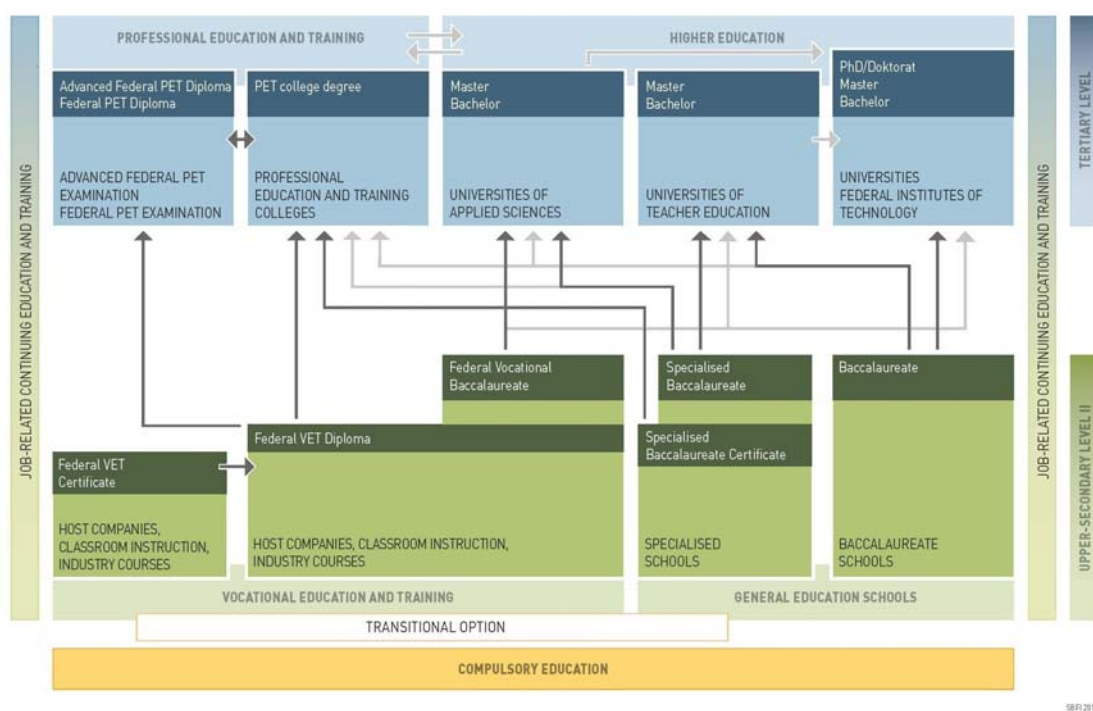 PROFESSIONAL EDUCATION AND TRAINING
HIGHER EDUCATION
Advanced Federal PET Diploma
Federal PET Diploma
PET college degree
Master
Bachelor
Master
Bachelor
PhD/Doktorat
Master
Bachelor
ADVANCED FEDERAL PET
EXAMINATION
FEDERAL PET EXAMINATION
PROFESSIONAL
EDUCATION AND TRAINING
COLLEGES
UNIVERSITIES OF
APPLIED SCIENCES
UNIVERSITIES OF
TEACHER EDUCATION
UNIVERSITIES
FEDERAL INSTITUTES OF
TECHNOLOGY
TERTIARY LEVEL
JOB-RELATED CONTINUING EDUCATION AND TRAINING
JOB-RELATED CONTINUING EDUCATION AND TRAINING
Federal Vocational
Baccalaureate
Specialised
Baccalaureate
Baccalaureate
Federal VET Diploma
Specialised
Baccalaureate Certificate
Federal VET
Certificate
HOST COMPANIES,
CLASSROOM INSTRUCTION,
INDUSTRY COURSES
HOST COMPANIES, CLASSROOM INSTRUCTION,
INDUSTRY COURSES
SPECIALISED
SCHOOLS
BACCALAUREATE
SCHOOLS
UPPER-SECONDARY LEVEL II
VOCATIONAL EDUCATION AND TRAINING
GENERAL EDUCATION SCHOOLS
TRANSITIONAL OPTION
COMPULSORY EDUCATION
SBFI